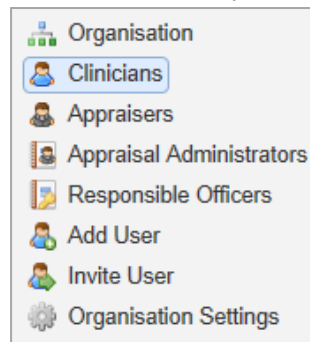 Organisation
Clinicians
Appraisers
Appraisal Administrators
Responsible Officers
Add User
Invite User
Organisation Settings